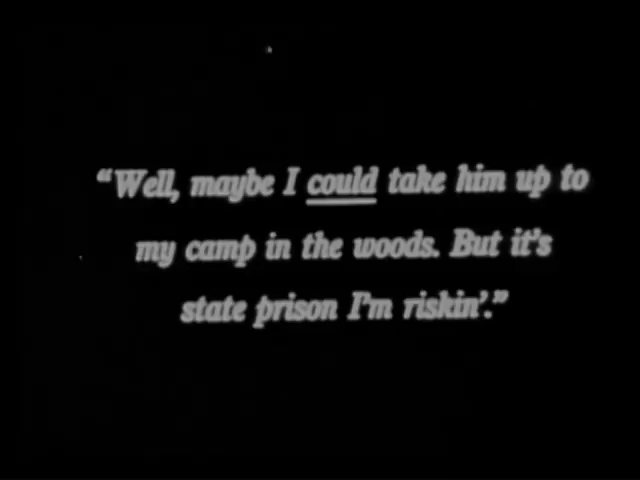 “Well, maybe I could take him up to
my camp in the woods. But it's
state prison I'm riskin'.”